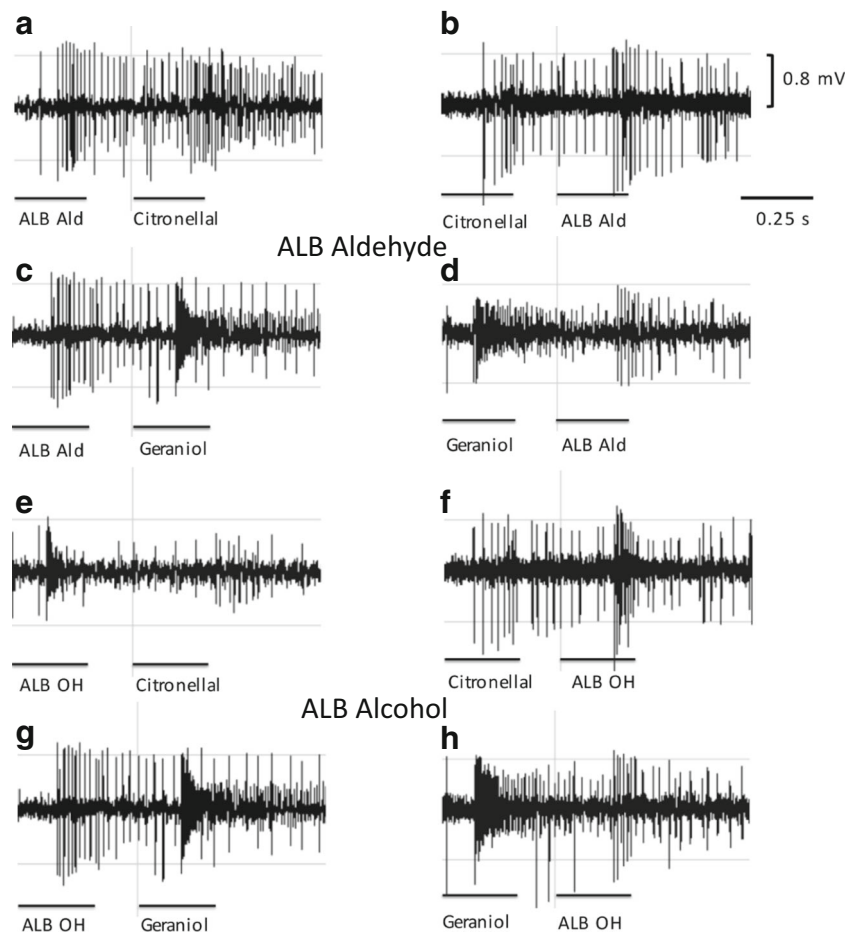 a
b
0.8 mV
ALB Ald
Citronellal
Citronellal
ALB Ald
0.25 s
ALB Aldehyde
c
d
ALB Ald
Geraniol
Geraniol
ALB Ald
e
f
ALB OH
Citronellal
Citronellal
ALB OH
ALB Alcohol
g
h
ALB OH
Geraniol
Geraniol
ALB OH